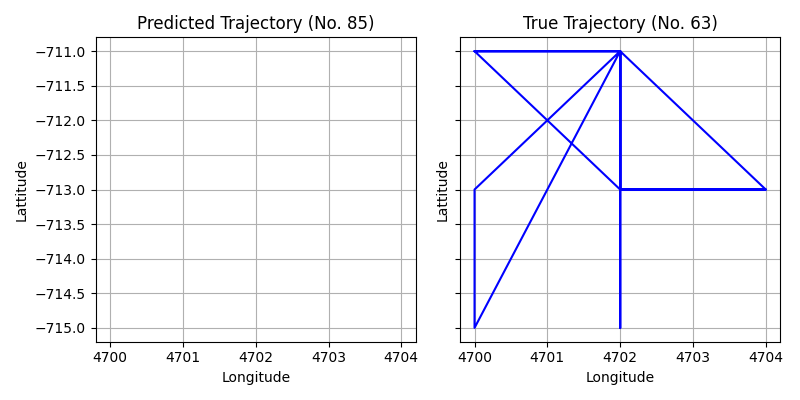 Predicted Trajectory (No. 85)
True Trajectory (No. 63)
−711.0
−711.5
−712.0
−712.5
−713.0
−713.5
−714.0
−714.5
−715.0
Lattitude
Lattitude
4700 4701 4702 4703 4704
4700 4701 4702 4703 4704
Longitude
Longitude